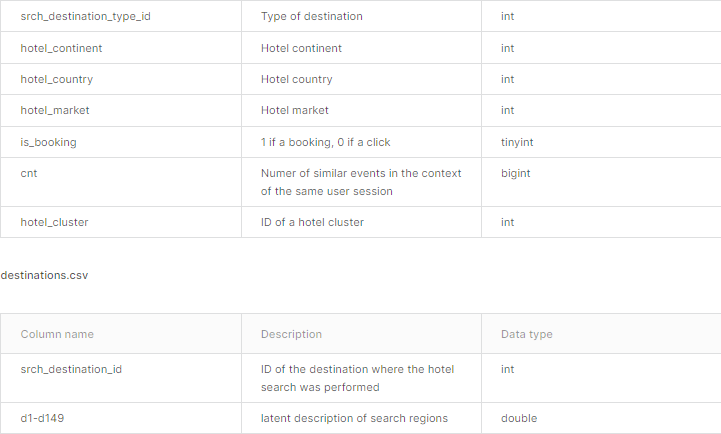 srch_destination_type_id Type of destination int
hotel_continent Hotel continent int
hotel_country Hotel country int
hotel_market Hotel market int
is_booking 1 if a booking, 0 if a click tinyint
cnt Numer of similar events in the context bigint
of the same user session
hotel_cluster ID of a hotel cluster int
destinations.csv
Column name Description Data type
srch_destination_id ID of the destination where the hotel int
search was performed
d1-d149 latent description of search regions double